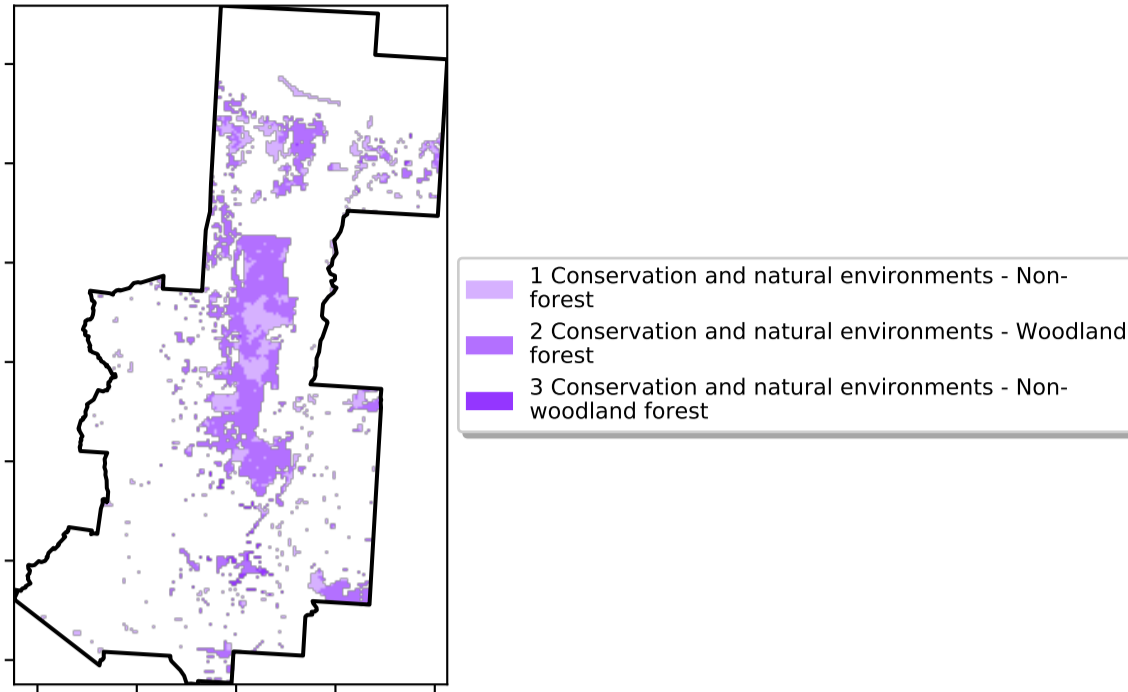 1 Conservation and natural environments - Non-
forest
2 Conservation and natural environments - Woodland
forest
3 Conservation and natural environments - Non-
woodland forest